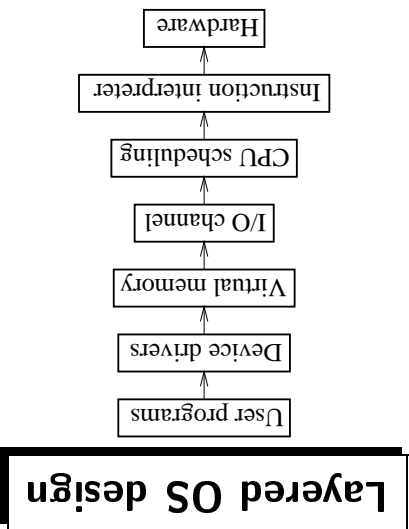 Layered OS design
User programs
Device drivers
Virtual memory
I/O channel
CPU scheduling
Instruction interpreter
Hardware